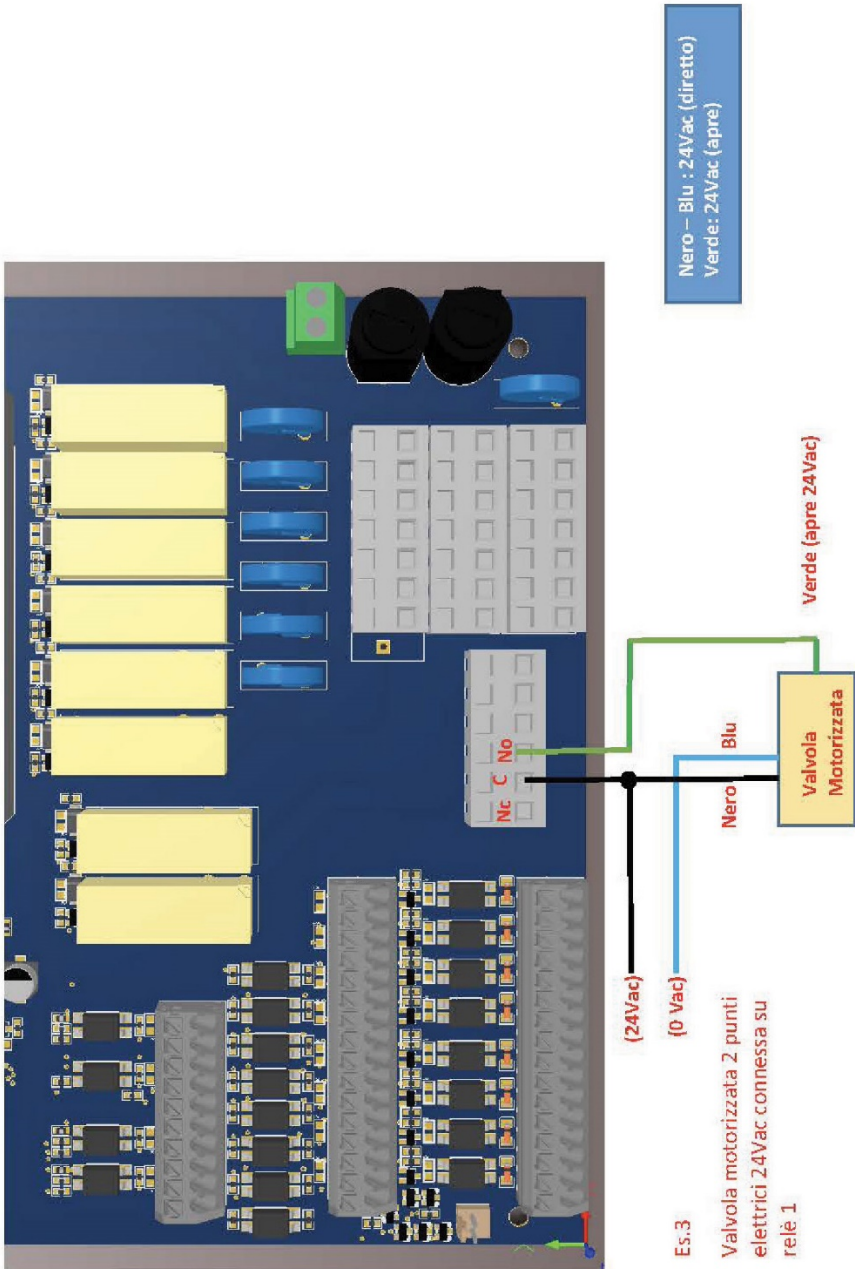 Nero – Blu : 24Vac (diretto)
Verde: 24Vac (apre)
Nc C No
Verde (apre 24Vac)
Nero
Blu
Valvola
Motorizzata
(24Vac)
(0 Vac)
Es.3
Valvola motorizzata 2 punti
elettrici 24Vac connessa su
relè 1